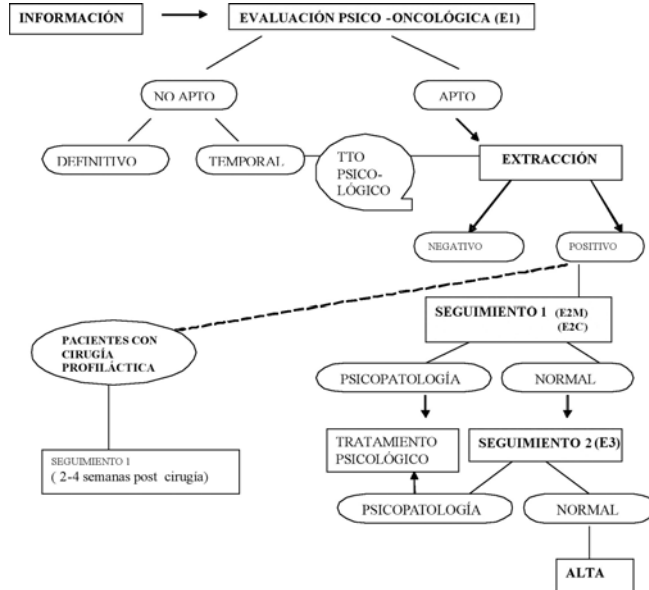 INFORMACIÓN
EVALUACIÓN PSICO - ONCOLÓGICA (E1)
NO APTO
APTO
DEFINITIVO
TEMPORAL
TTO
PSICO-
LÓGICO
EXTRACCIÓN
NEGATIVO
POSITIVO
SEGUIMIENTO 1 (E2M)
(E2C)
PACIENTES CON
CIRUGÍA
PROFILÁCTICA
PSICOPATOLOGÍA
NORMAL
SEGUIMIENTO 1
( 2-4 semanas post cirugía)
TRATAMIENTO
PSICOLÓGICO
SEGUIMIENTO 2 (E3)
PSICOPATOLOGÍA
NORMAL
ALTA